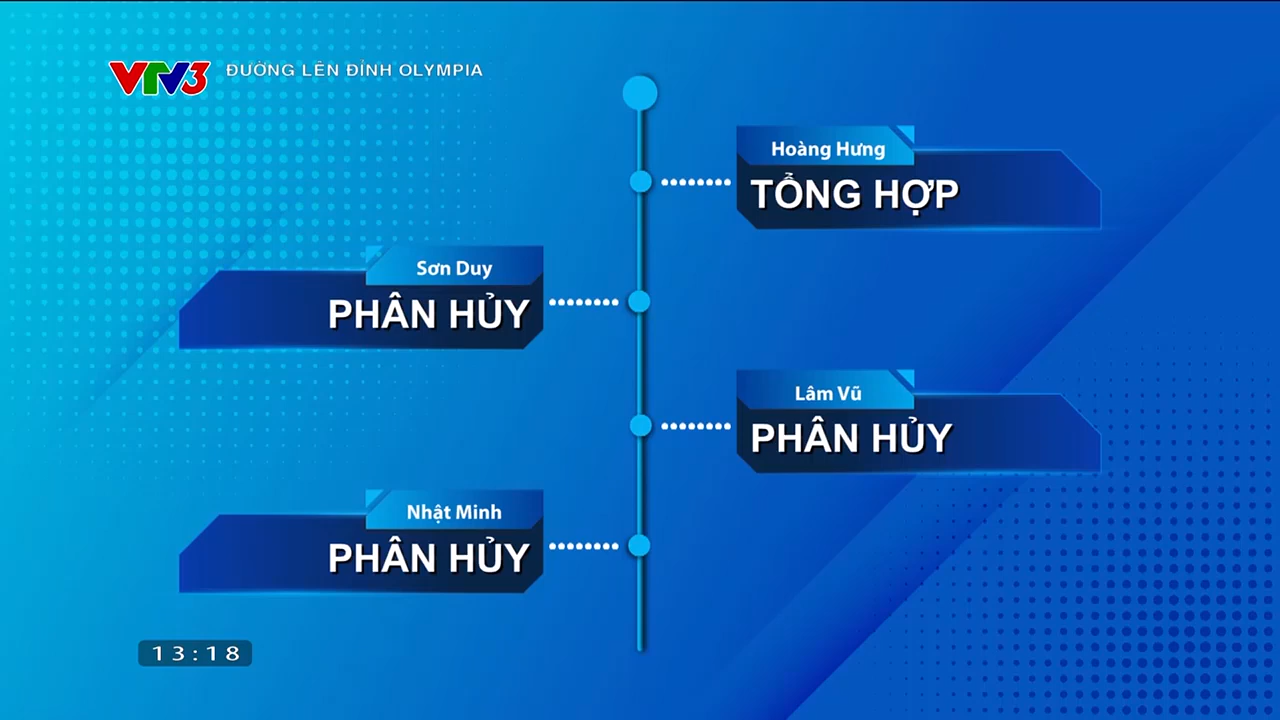 VTV3 ĐƯỜNG LÊN ĐỈNH OLYMPIA
Hoàng Hưng
TỔNG HỢP
Sơn Duy
PHÂN HỦY
Lâm Vũ
PHÂN HỦY
Nhật Minh
PHÂN HỦY
13:18